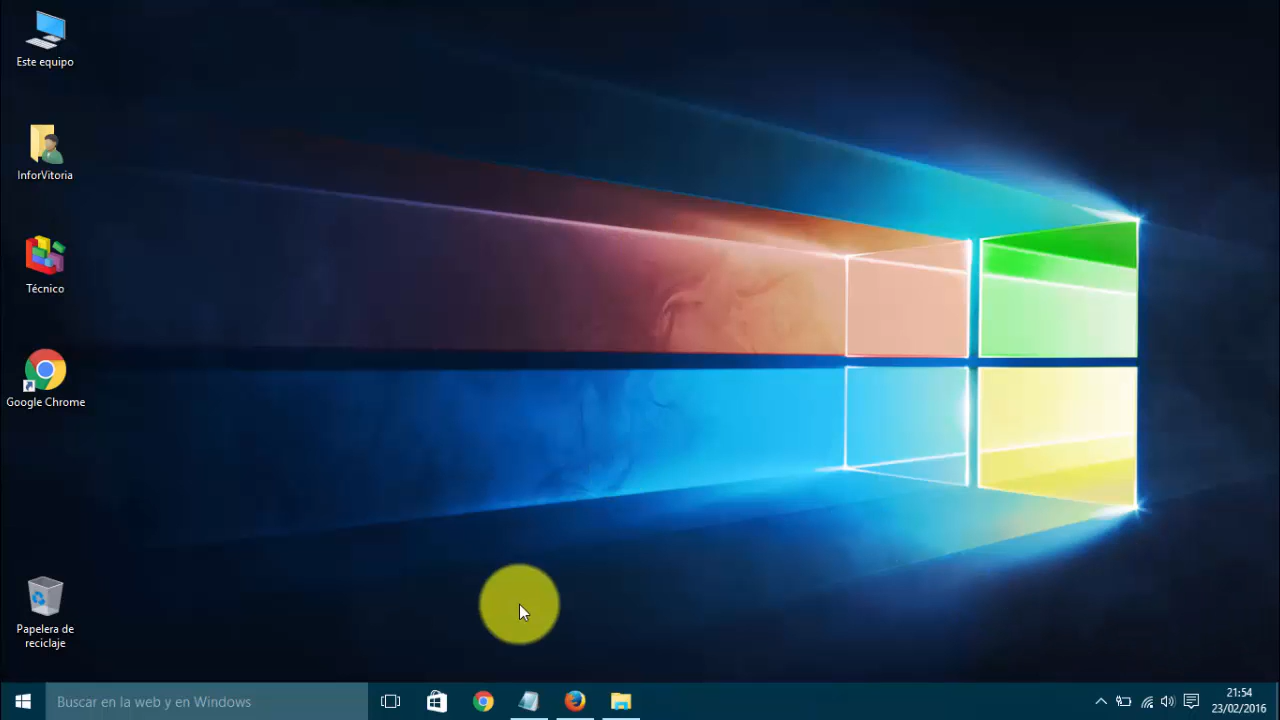 Este equipo
InforVitoria
Técnico
Google Chrome
Papelera de
reciclaje
Buscar en la web y en Windows
21:54
23/02/2016